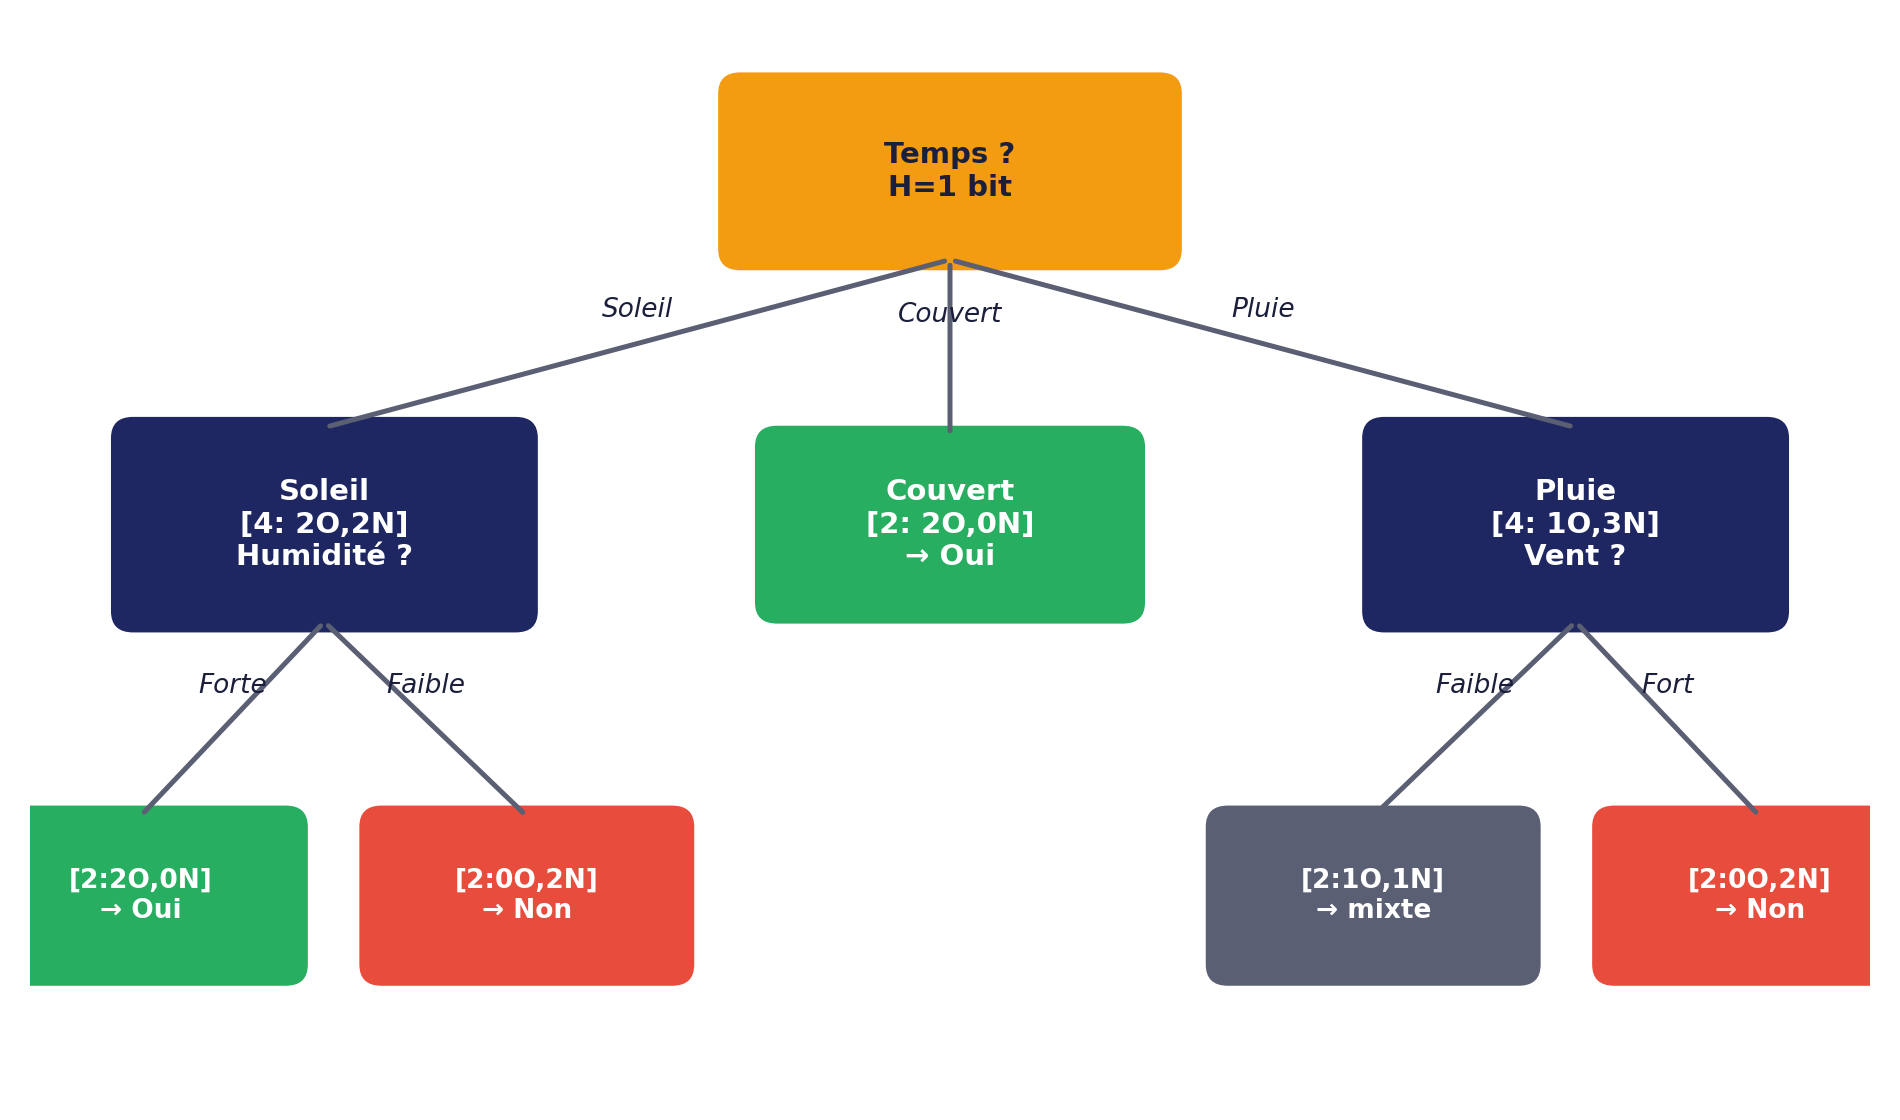 Temps ?
H=1 bit
Soleil
Couvert
Pluie
Soleil
[4: 2O,2N]
Humidité ?
Couvert
[2: 2O,0N]
→ Oui
Pluie
[4: 1O,3N]
Vent ?
Forte
Faible
Faible
Fort
[2:2O,0N]
→ Oui
[2:0O,2N]
→ Non
[2:1O,1N]
→ mixte
[2:0O,2N]
→ Non